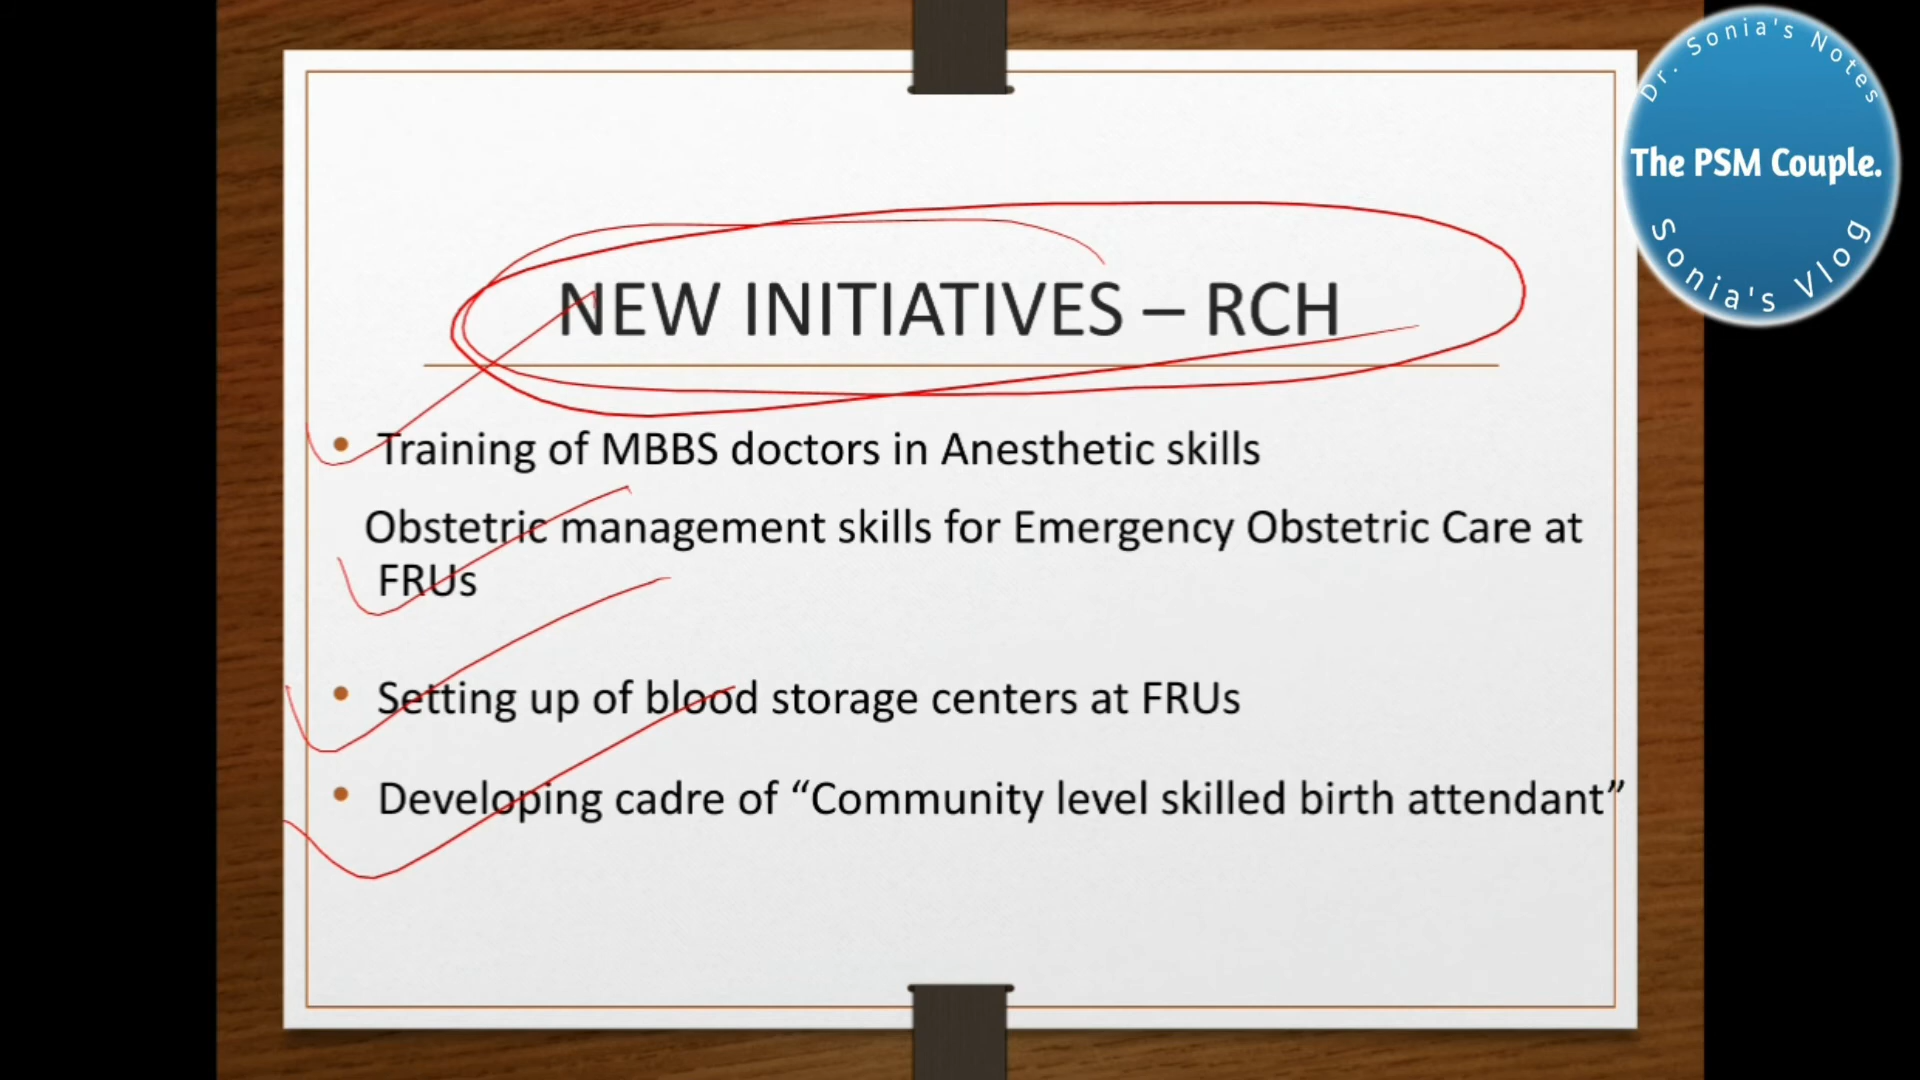 Dr. Sonia's Notes
The PSM Couple.
Sonia's Vlog
NEW INITIATIVES – RCH
• Training of MBBS doctors in Anesthetic skills
Obstetric management skills for Emergency Obstetric Care at
FRUs
• Setting up of blood storage centers at FRUs
• Developing cadre of “Community level skilled birth attendant”